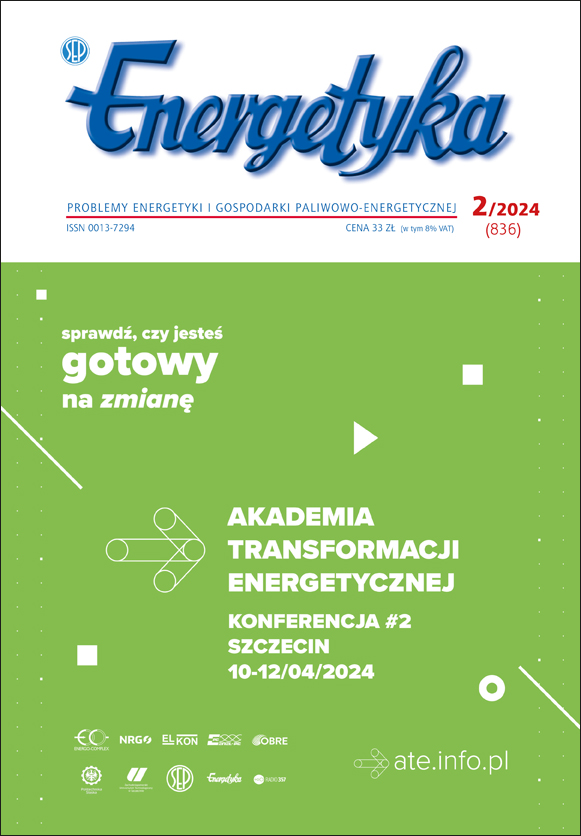 SEP
Energetyka
PROBLEMY ENERGETYKI I GOSPODARKI PALIWOWO-ENERGETYCZNEJ
2/2024
ISSN 0013-7294
CENA 33 ZŁ (w tym 8% VAT)
(836)
sprawdź, czy jesteś
gotowy
na zmianę
AKADEMIA
TRANSFORMACJI
ENERGETYCZNEJ
KONFERENCJA #2
SZCZECIN
10-12/04/2024
ENERGO-COMPLEX
NRG
ELKON
OBRE
SEP
Energetyka
ate.info.pl